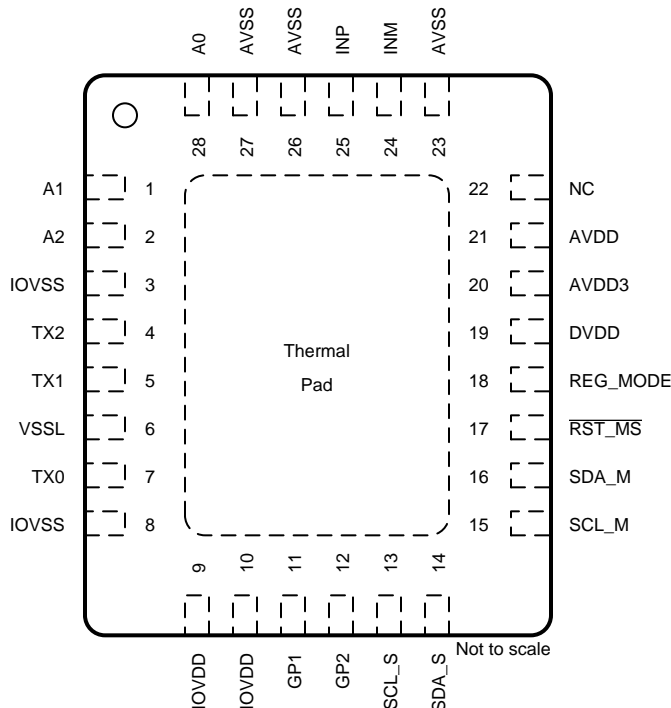 A0
AVSS
AVSS
INP
INM
AVSS
28
27
26
25
24
23
A1 1
A2 2
IOVSS 3
TX2 4
TX1 5
VSSL 6
TX0 7
IOVSS 8
Thermal
Pad
22 NC
21 AVDD
20 AVDD3
19 DVDD
18 REG_MODE
17 RST_MS
16 SDA_M
15 SCL_M
9
10
11
12
13
14
IOVDD
IOVDD
GP1
GP2
SCL_S
SDA_S
Not to scale